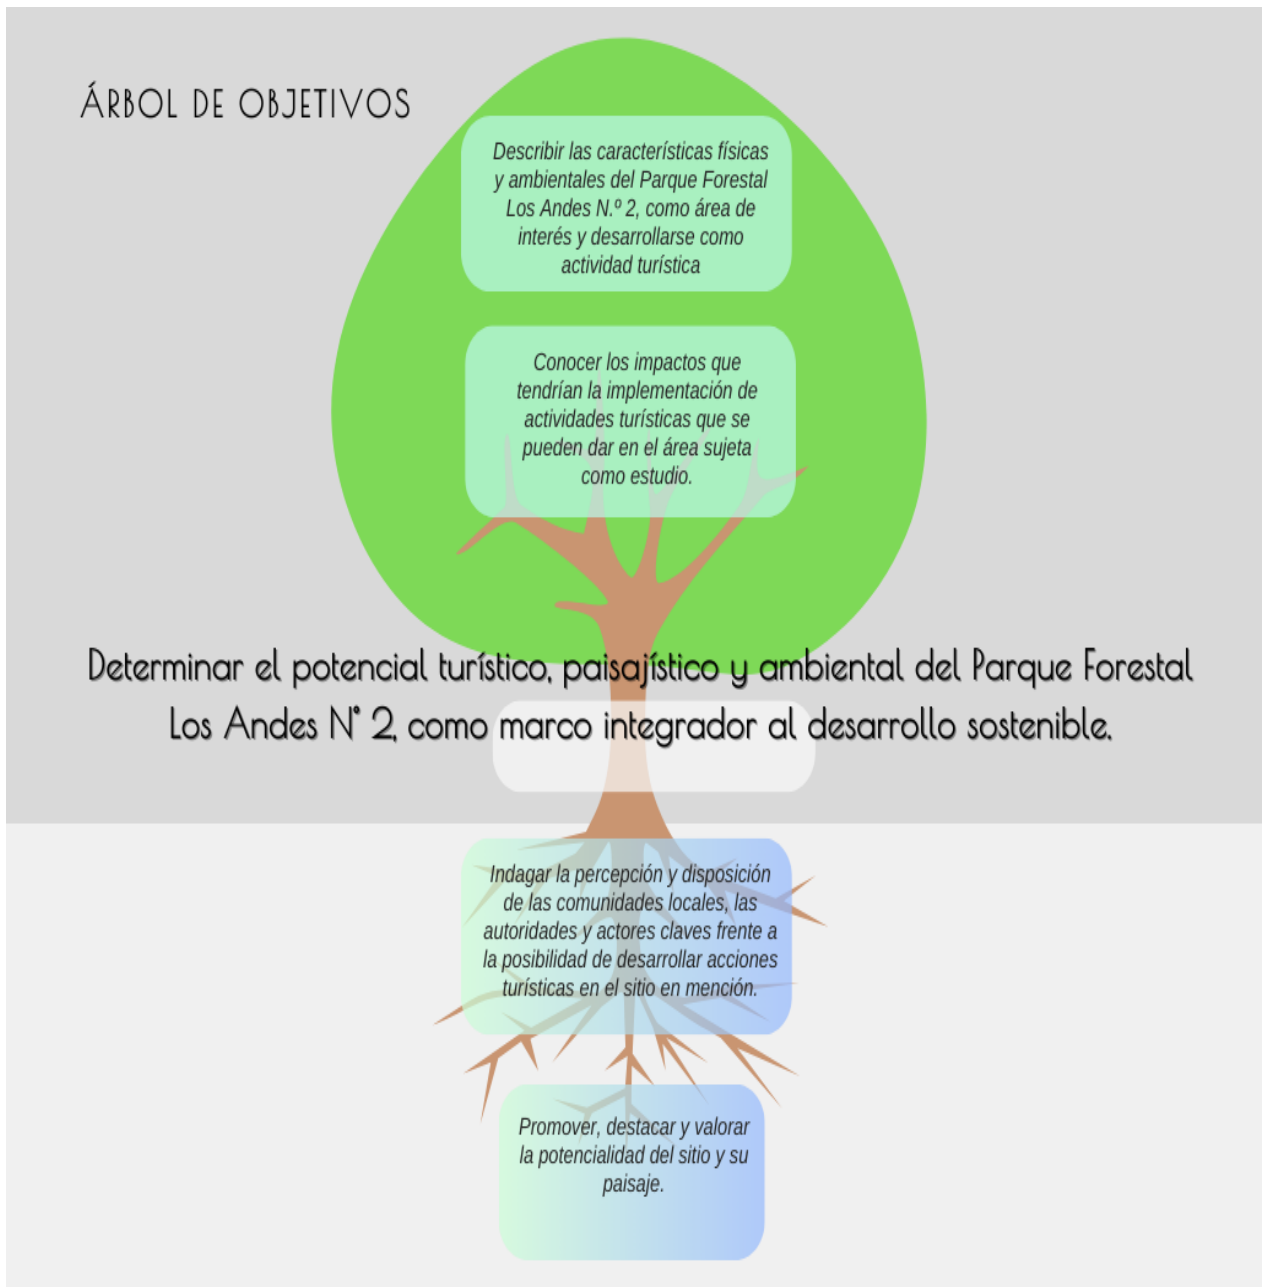 ÁRBOL DE OBJETIVOS
Describir las características físicas
y ambientales del Parque Forestal
Los Andes N.º 2, como área de
interés y desarrollarse como
actividad turística
Conocer los impactos que
tendrían la implementación de
actividades turísticas que se
pueden dar en el área sujeta
como estudio.
Determinar el potencial turístico, paisajístico y ambiental del Parque Forestal
Los Andes N° 2, como marco integrador al desarrollo sostenible.
Indagar la percepción y disposición
de las comunidades locales, las
autoridades y actores claves frente a
la posibilidad de desarrollar acciones
turísticas en el sitio en mención.
Promover, destacar y valorar
la potencialidad del sitio y su
paisaje.